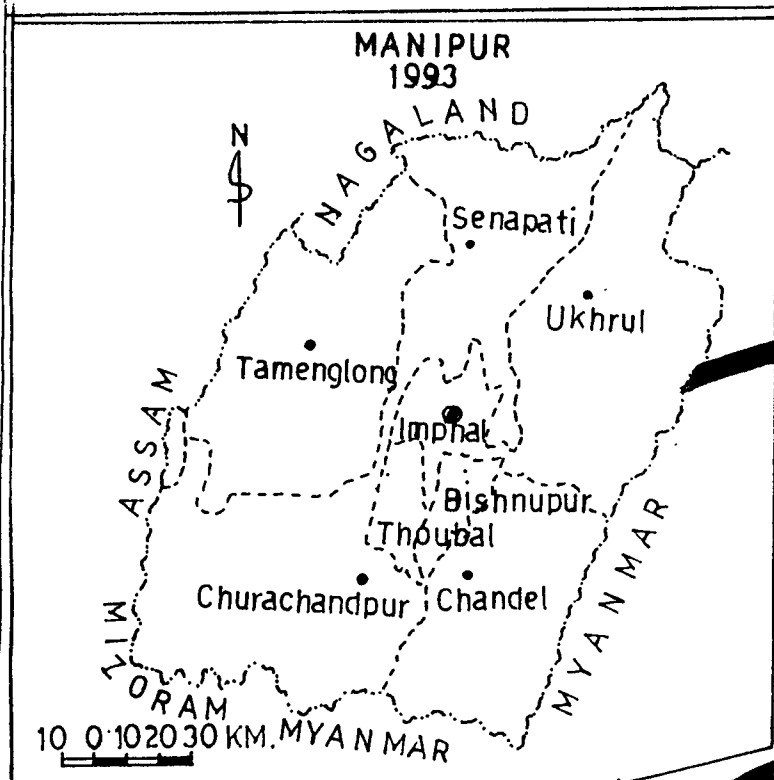 MANIPUR
1993
N
NAGALAND
Senapati
Ukhrul
Tamenglong
ASSAM
Imphal
Bishnupur
Thoubal
Churachandpur
Chandel
MYANMAR
MIZORAM
MYANMAR
10 0 10 20 30 KM.